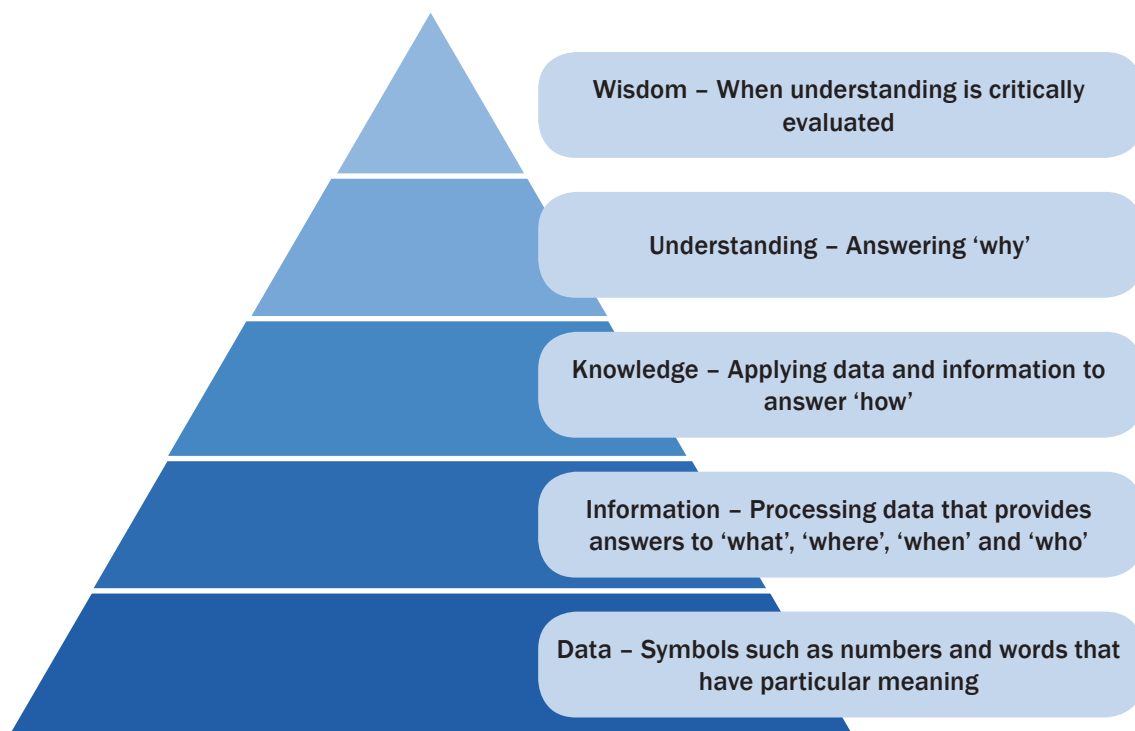 Wisdom – When understanding is critically
evaluated
Understanding – Answering ‘why’
Knowledge – Applying data and information to
answer ‘how’
Information – Processing data that provides
answers to ‘what’, ‘where’, ‘when’ and ‘who’
Data – Symbols such as numbers and words that
have particular meaning